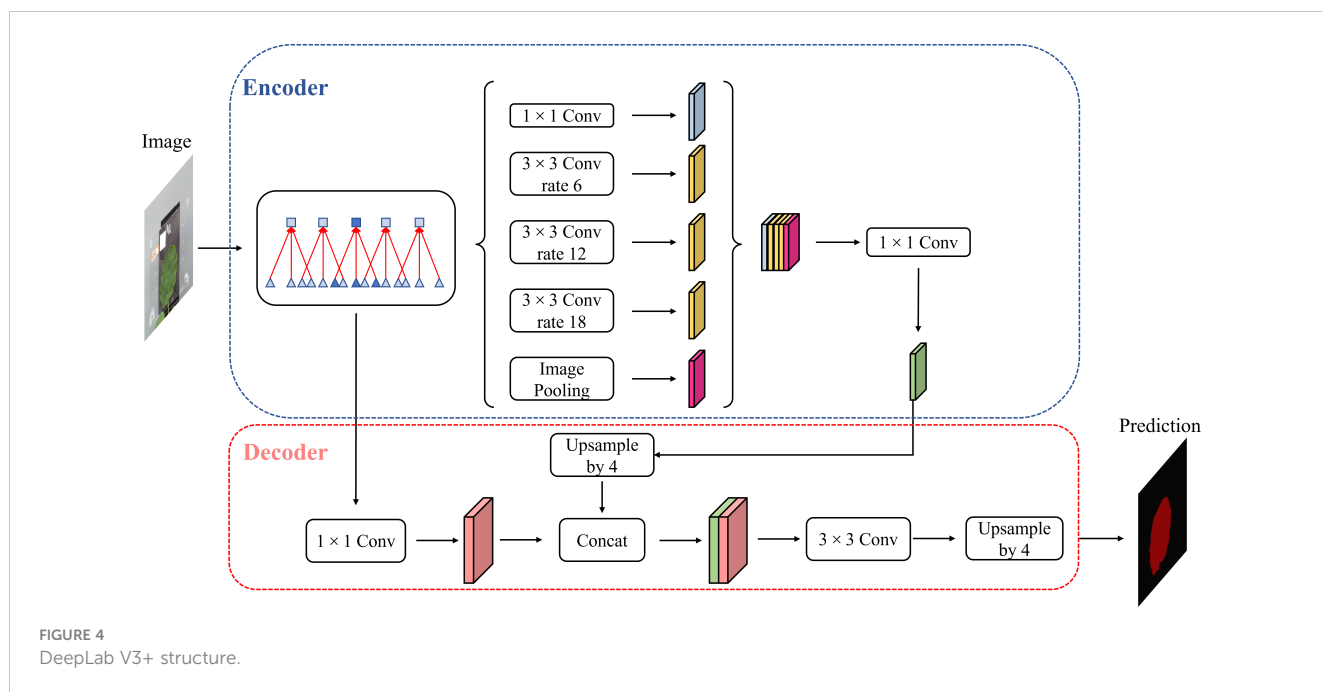 Encoder
Image
1 × 1 Conv
3 × 3 Conv
rate 6
3 × 3 Conv
rate 12
3 × 3 Conv
rate 18
Image
Pooling
1 × 1 Conv
Decoder
Upsample
by 4
1 × 1 Conv
Concat
3 × 3 Conv
Upsample
by 4
Prediction
FIGURE 4
DeepLab V3+ structure.